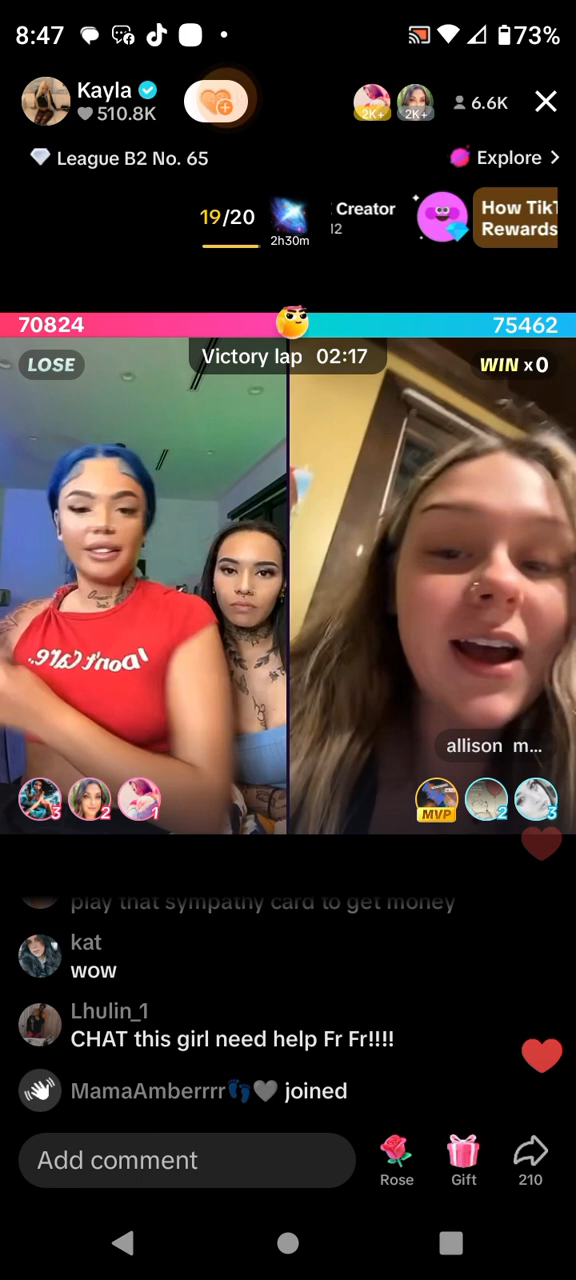 8:47
73%
Kayla
510.8K
2K+
2K+
6.6K
League B2 No. 65
Explore
19/20
2h30m
Creator
How TikT
Rewards
70824
75462
LOSE
Victory lap 02:17
WIN x0
I Don't Care..
allison m...
3
2
1
MVP
2
3
play that sympathy card to get money
kat
wow
Lhulin_1
CHAT this girl need help Fr Fr!!!!
MamaAmberrrr👣🩶 joined
Add comment
Rose
Gift
210